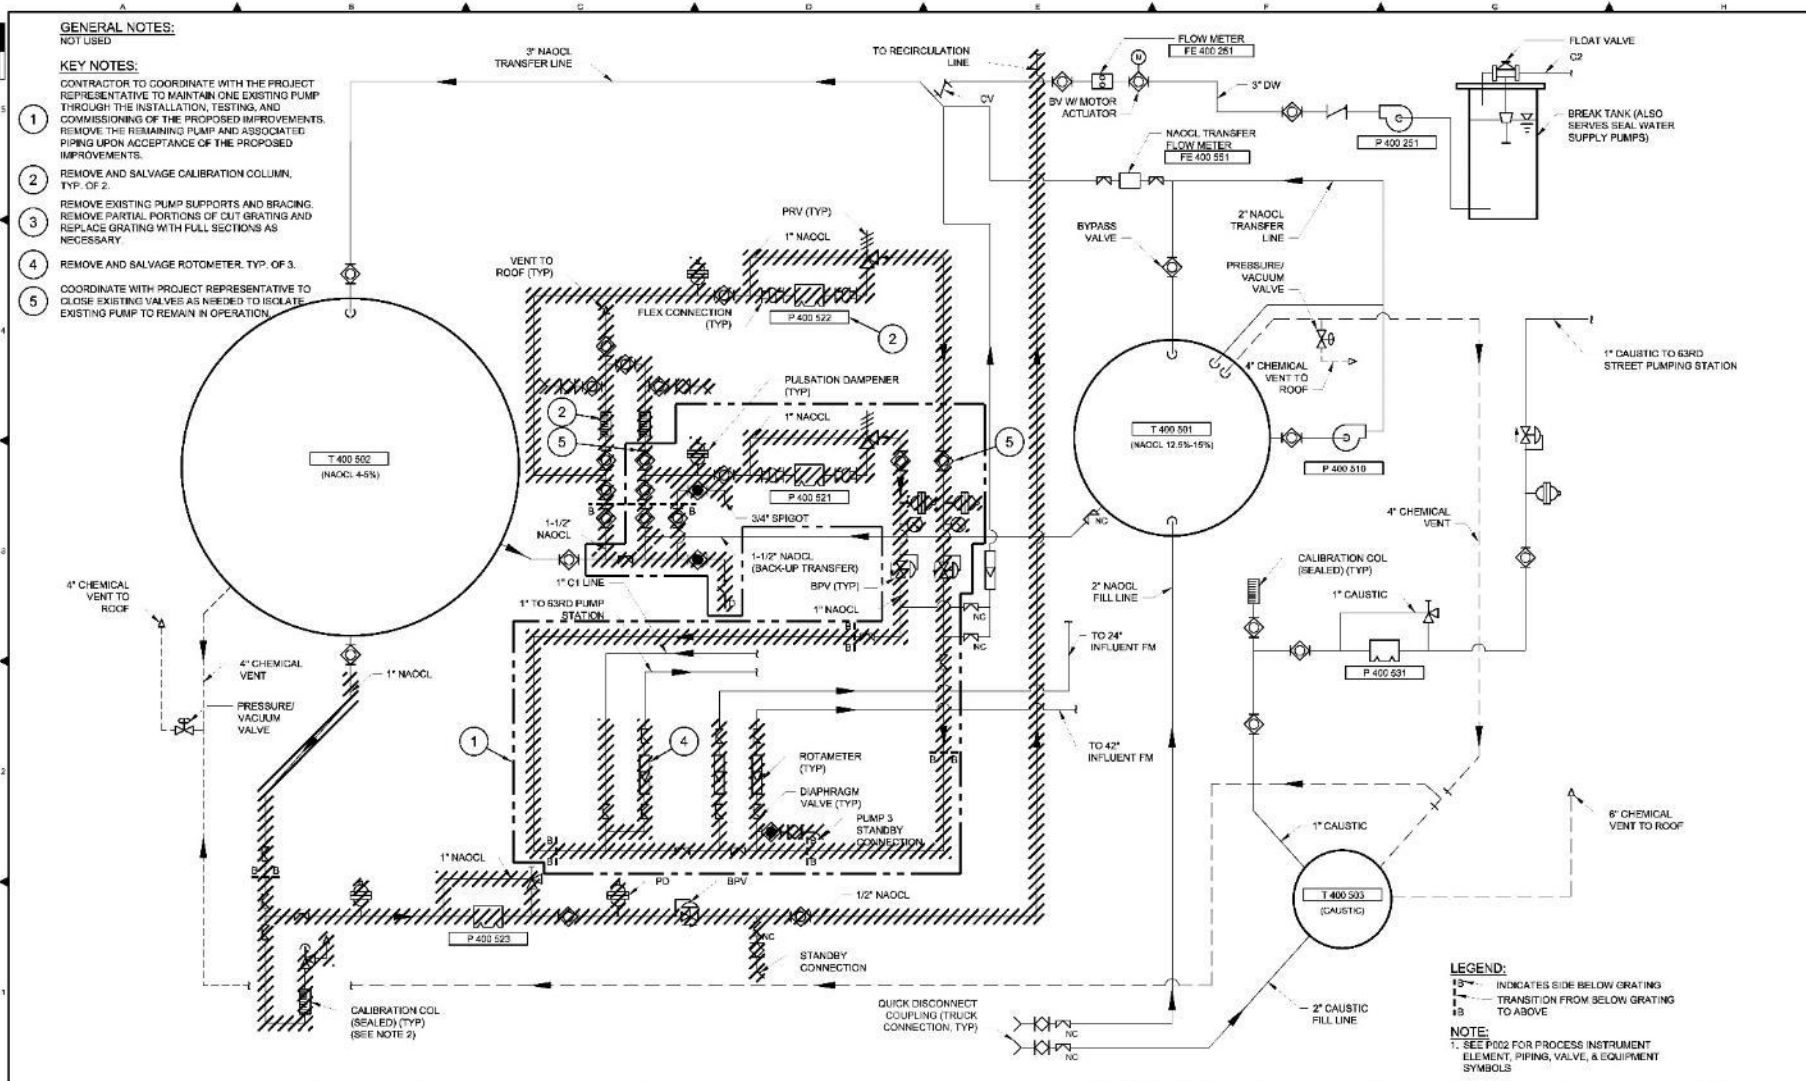 A B C D E F G H
GENERAL NOTES:
NOT USED
KEY NOTES:
1
CONTRACTOR TO COORDINATE WITH THE PROJECT
REPRESENTATIVE TO MAINTAIN ONE EXISTING PUMP
THROUGH THE INSTALLATION, TESTING, AND
COMMISSIONING OF THE PROPOSED IMPROVEMENTS.
REMOVE THE REMAINING PUMP AND ASSOCIATED
PIPING UPON ACCEPTANCE OF THE PROPOSED
IMPROVEMENTS.
2
REMOVE AND SALVAGE CALIBRATION COLUMN,
TYP. OF 2.
3
REMOVE EXISTING PUMP SUPPORTS AND BRACING.
REMOVE PARTIAL PORTIONS OF CUT GRATING AND
REPLACE GRATING WITH FULL SECTIONS AS
NECESSARY.
4
REMOVE AND SALVAGE ROTOMETER. TYP. OF 3.
5
COORDINATE WITH PROJECT REPRESENTATIVE TO
CLOSE EXISTING VALVES AS NEEDED TO ISOLATE
EXISTING PUMP TO REMAIN IN OPERATION.
3" NAOCL
TRANSFER LINE
TO RECIRCULATION
LINE
CV
FLOW METER
FE 400 251
M
BV W/ MOTOR
ACTUATOR
3" DW
P 400 251
FLOAT VALVE
C2
BREAK TANK (ALSO
SERVES SEAL WATER
SUPPLY PUMPS)
NAOCL TRANSFER
FLOW METER
FE 400 551
BYPASS
VALVE
2" NAOCL
TRANSFER
LINE
PRESSURE/
VACUUM
VALVE
4" CHEMICAL
VENT TO
ROOF
1" CAUSTIC TO 63RD
STREET PUMPING STATION
PRV (TYP)
1" NAOCL
VENT TO
ROOF (TYP)
FLEX CONNECTION
(TYP)
P 400 522
2
PULSATION DAMPENER
(TYP)
1" NAOCL
2
5
5
T 400 502
(NAOCL 4-5%)
T 400 501
(NAOCL 12.5%-15%)
P 400 510
P 400 521
B
B
3/4" SPIGOT
1-1/2"
NAOCL
1-1/2" NAOCL
(BACK-UP TRANSFER)
BPV (TYP)
1" C1 LINE
1" TO 63RD PUMP
STATION
1" NAOCL
NC
NC
NC
4" CHEMICAL
VENT
CALIBRATION COL
(SEALED) (TYP)
1" CAUSTIC
2" NAOCL
FILL LINE
P 400 531
4" CHEMICAL
VENT TO
ROOF
4" CHEMICAL
VENT
1" NAOCL
PRESSURE/
VACUUM
VALVE
B
B
TO 24"
INFLUENT FM
1
4
TO 42"
INFLUENT FM
B B
ROTAMETER
(TYP)
DIAPHRAGM
VALVE (TYP)
PUMP 3
STANDBY
CONNECTION
B
B
B
B
1" CAUSTIC
6" CHEMICAL
VENT TO ROOF
T 400 503
(CAUSTIC)
B B
1" NAOCL
PD
BPV
1/2" NAOCL
P 400 523
NC
STANDBY
CONNECTION
CALIBRATION COL
(SEALED) (TYP)
(SEE NOTE 2)
QUICK DISCONNECT
COUPLING (TRUCK
CONNECTION, TYP)
NC
NC
2" CAUSTIC
FILL LINE
LEGEND:
B
B
INDICATES SIDE BELOW GRATING
TRANSITION FROM BELOW GRATING
TO ABOVE
NOTE:
1. SEE P002 FOR PROCESS INSTRUMENT
ELEMENT, PIPING, VALVE, & EQUIPMENT
SYMBOLS